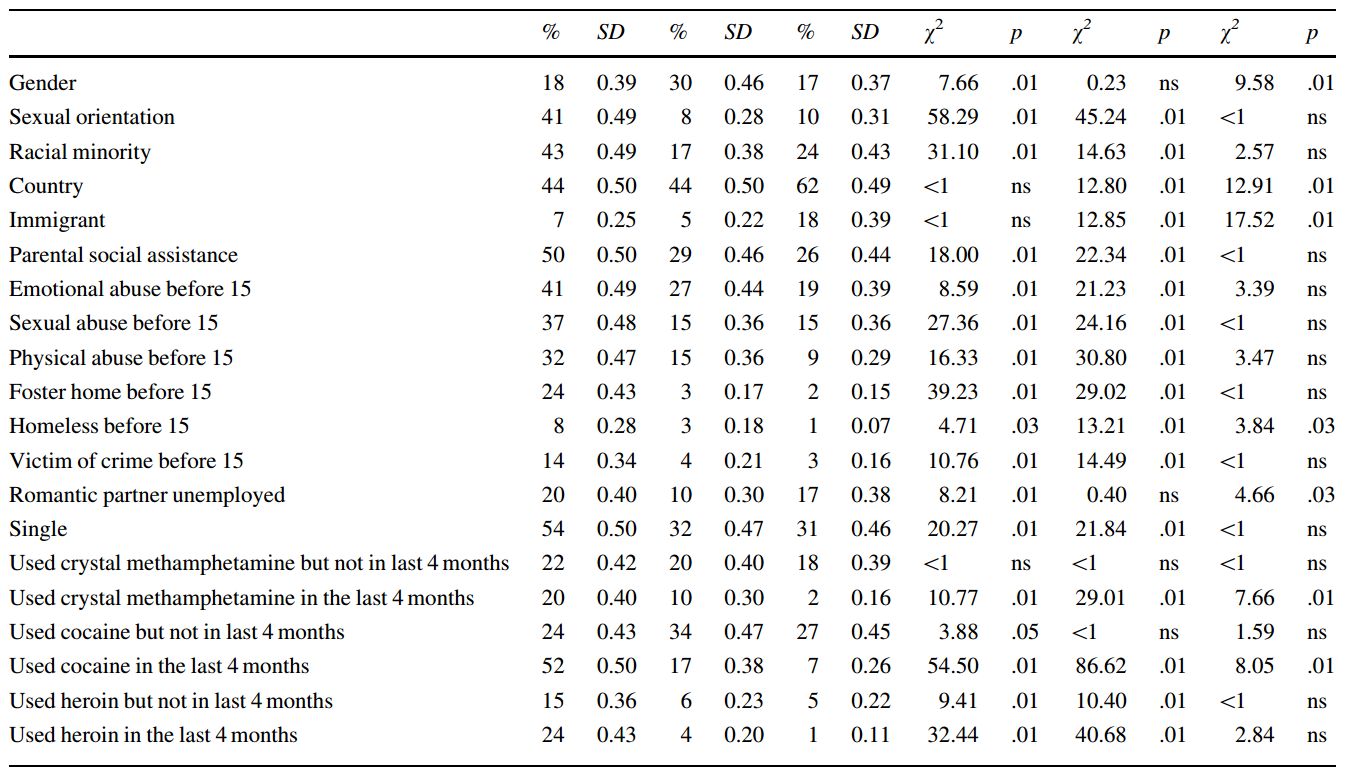 % SD % SD % SD χ2 p χ2 p χ2 p
Gender 18 0.39 30 0.46 17 0.37 7.66 .01 0.23 ns 9.58 .01
Sexual orientation 41 0.49 8 0.28 10 0.31 58.29 .01 45.24 .01 <1 ns
Racial minority 43 0.49 17 0.38 24 0.43 31.10 .01 14.63 .01 2.57 ns
Country 44 0.50 44 0.50 62 0.49 <1 ns 12.80 .01 12.91 .01
Immigrant 7 0.25 5 0.22 18 0.39 <1 ns 12.85 .01 17.52 .01
Parental social assistance 50 0.50 29 0.46 26 0.44 18.00 .01 22.34 .01 <1 ns
Emotional abuse before 15 41 0.49 27 0.44 19 0.39 8.59 .01 21.23 .01 3.39 ns
Sexual abuse before 15 37 0.48 15 0.36 15 0.36 27.36 .01 24.16 .01 <1 ns
Physical abuse before 15 32 0.47 15 0.36 9 0.29 16.33 .01 30.80 .01 3.47 ns
Foster home before 15 24 0.43 3 0.17 2 0.15 39.23 .01 29.02 .01 <1 ns
Homeless before 15 8 0.28 3 0.18 1 0.07 4.71 .03 13.21 .01 3.84 .03
Victim of crime before 15 14 0.34 4 0.21 3 0.16 10.76 .01 14.49 .01 <1 ns
Romantic partner unemployed 20 0.40 10 0.30 17 0.38 8.21 .01 0.40 ns 4.66 .03
Single 54 0.50 32 0.47 31 0.46 20.27 .01 21.84 .01 <1 ns
Used crystal methamphetamine but not in last 4 months 22 0.42 20 0.40 18 0.39 <1 ns <1 ns <1 ns
Used crystal methamphetamine in the last 4 months 20 0.40 10 0.30 2 0.16 10.77 .01 29.01 .01 7.66 .01
Used cocaine but not in last 4 months 24 0.43 34 0.47 27 0.45 3.88 .05 <1 ns 1.59 ns
Used cocaine in the last 4 months 52 0.50 17 0.38 7 0.26 54.50 .01 86.62 .01 8.05 .01
Used heroin but not in last 4 months 15 0.36 6 0.23 5 0.22 9.41 .01 10.40 .01 <1 ns
Used heroin in the last 4 months 24 0.43 4 0.20 1 0.11 32.44 .01 40.68 .01 2.84 ns